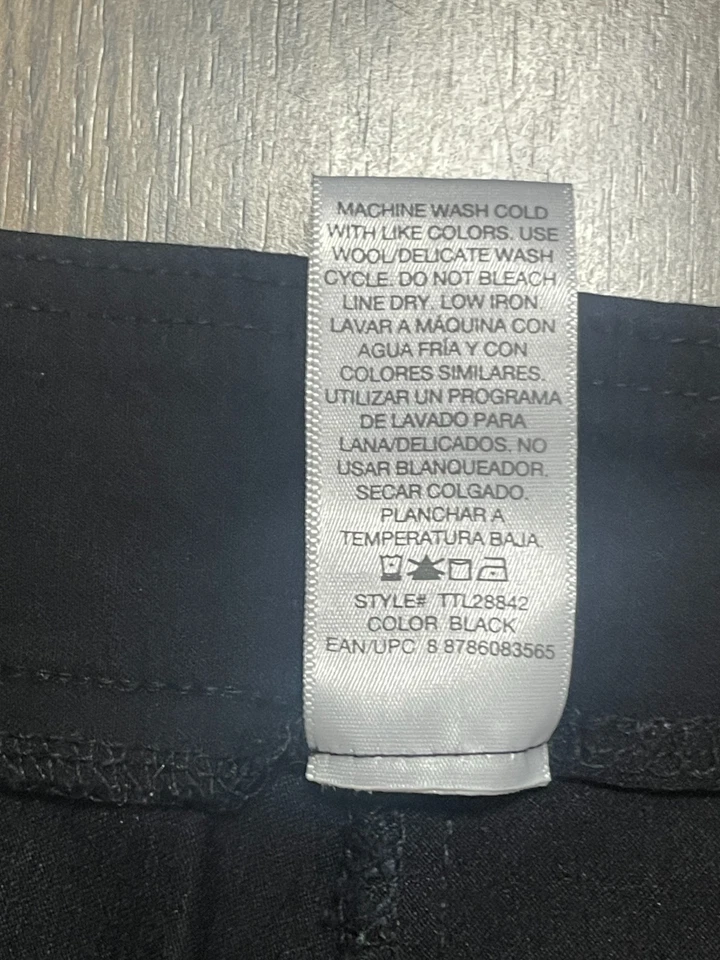 MACHINE WASH COLD
WITH LIKE COLORS. USE
WOOL/DELICATE WASH
CYCLE. DO NOT BLEACH
LINE DRY. LOW IRON.
LAVAR A MÁQUINA CON
AGUA FRÍA Y CON
COLORES SIMILARES.
UTILIZAR UN PROGRAMA
DE LAVADO PARA
LANA/DELICADOS. NO
USAR BLANQUEADOR.
SECAR COLGADO.
PLANCHAR A
TEMPERATURA BAJA.
STYLE# TTL28842
COLOR BLACK
EAN/UPC 8 8786083565